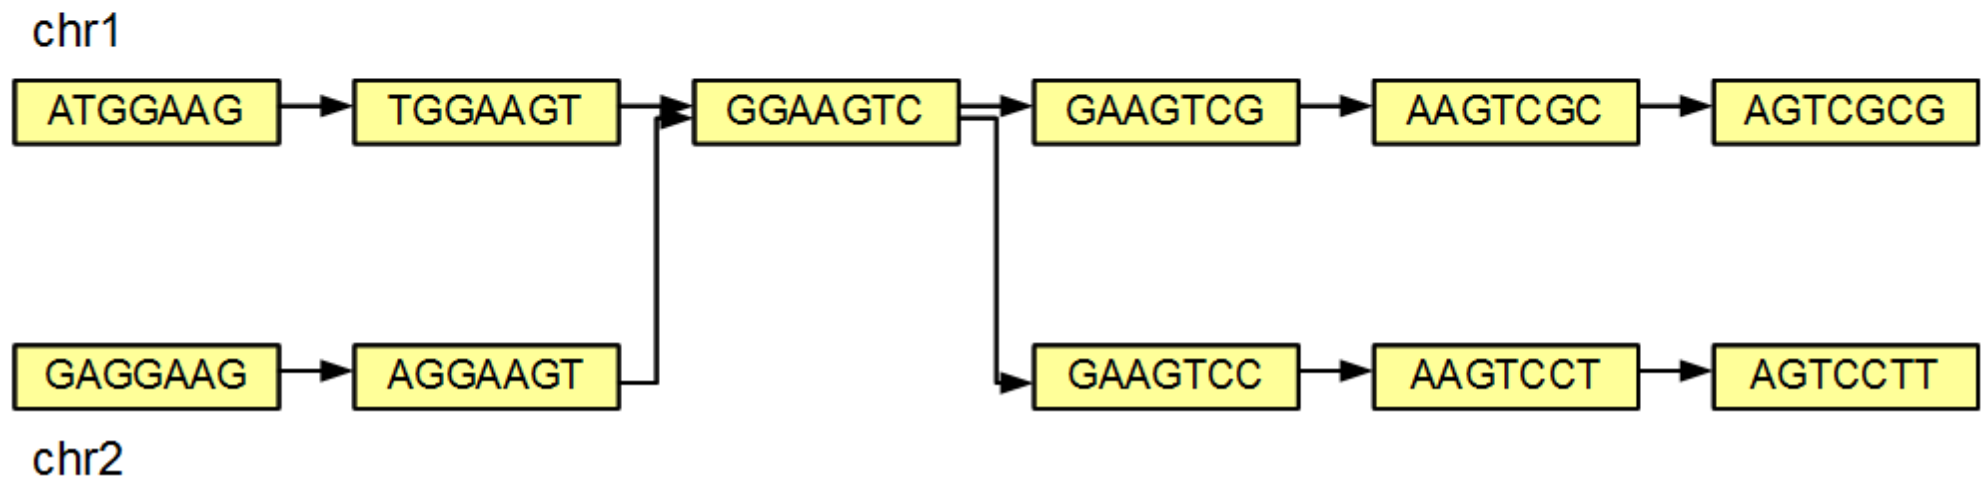 chr1
ATGGAAG TGGAAGT GGAAGTC GAAGTCG AAGTCGC AGTCGCG
GAGGAAG AGGAAGT GAAGTCC AAGTCCT AGTCCTT
chr2